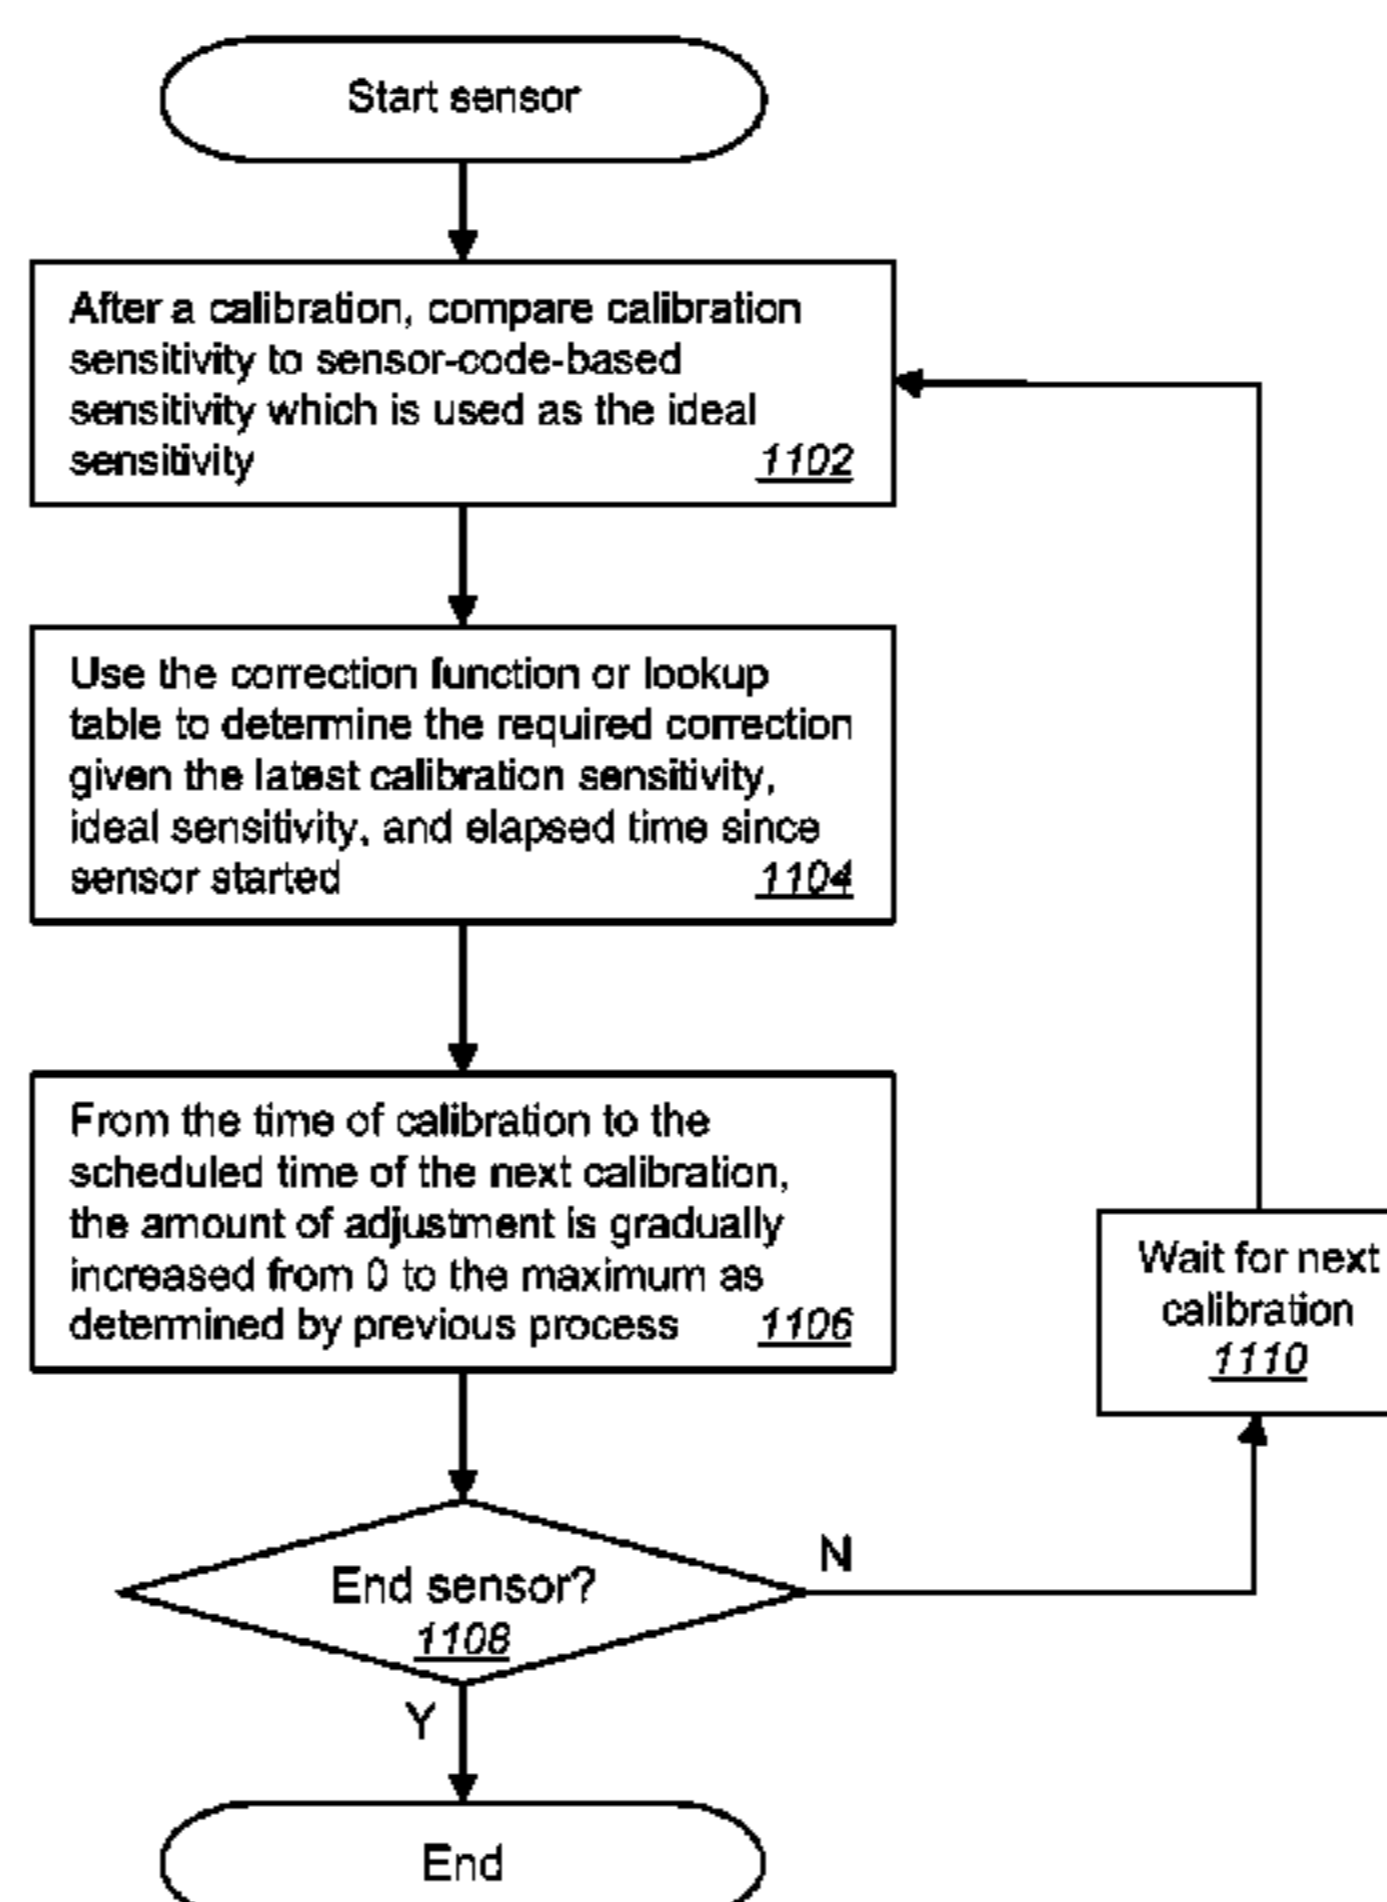 Start sensor
After a calibration, compare calibration
sensitivity to sensor-code-based
sensitivity which is used as the ideal
sensitivity 1102
Use the correction function or lookup
table to determine the required correction
given the latest calibration sensitivity,
ideal sensitivity, and elapsed time since
sensor started 1104
From the time of calibration to the
scheduled time of the next calibration,
the amount of adjustment is gradually
increased from 0 to the maximum as
determined by previous process 1106
Wait for next
calibration
1110
End sensor?
1108
N
Y
End